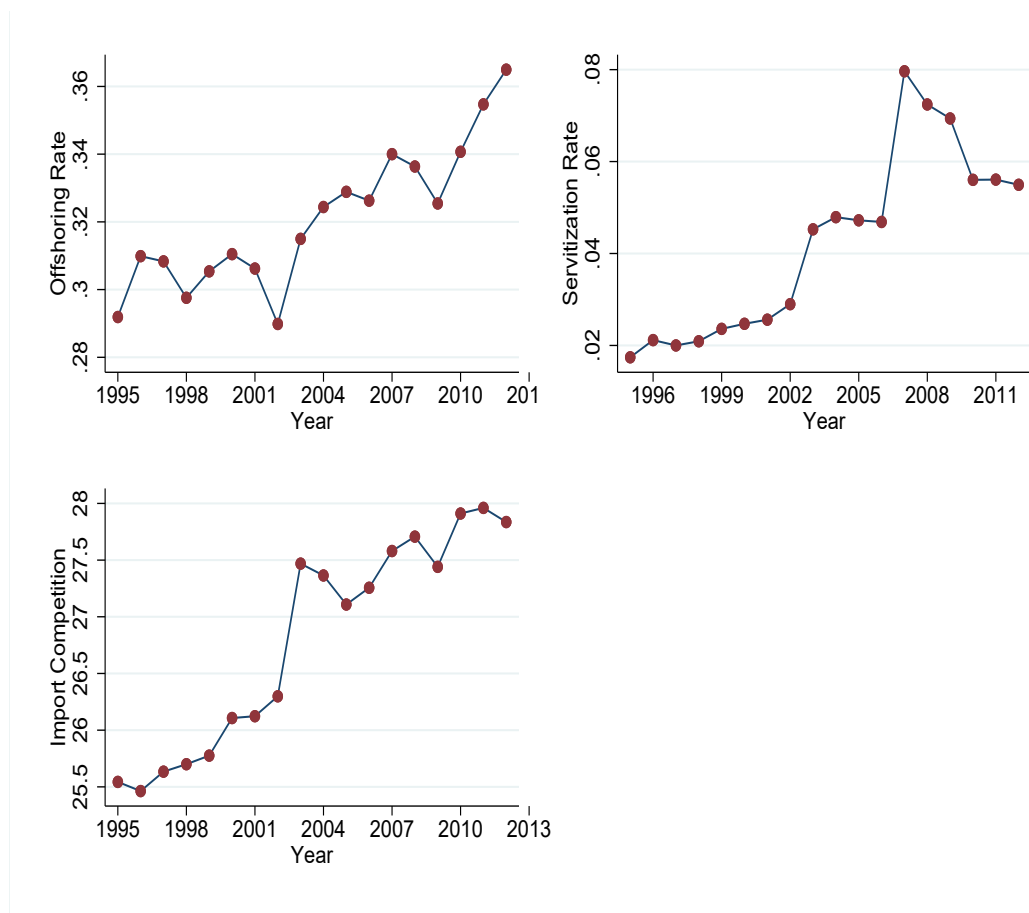 Offshoring Rate
.36
.34
.32
.3
.28
1995 1998 2001 2004 2007 2010 201
Year
Servitization Rate
.08
.06
.04
.02
1996 1999 2002 2005 2008 2011
Year
Import Competition
28
27.5
27
26.5
26
25.5
1995 1998 2001 2004 2007 2010 2013
Year